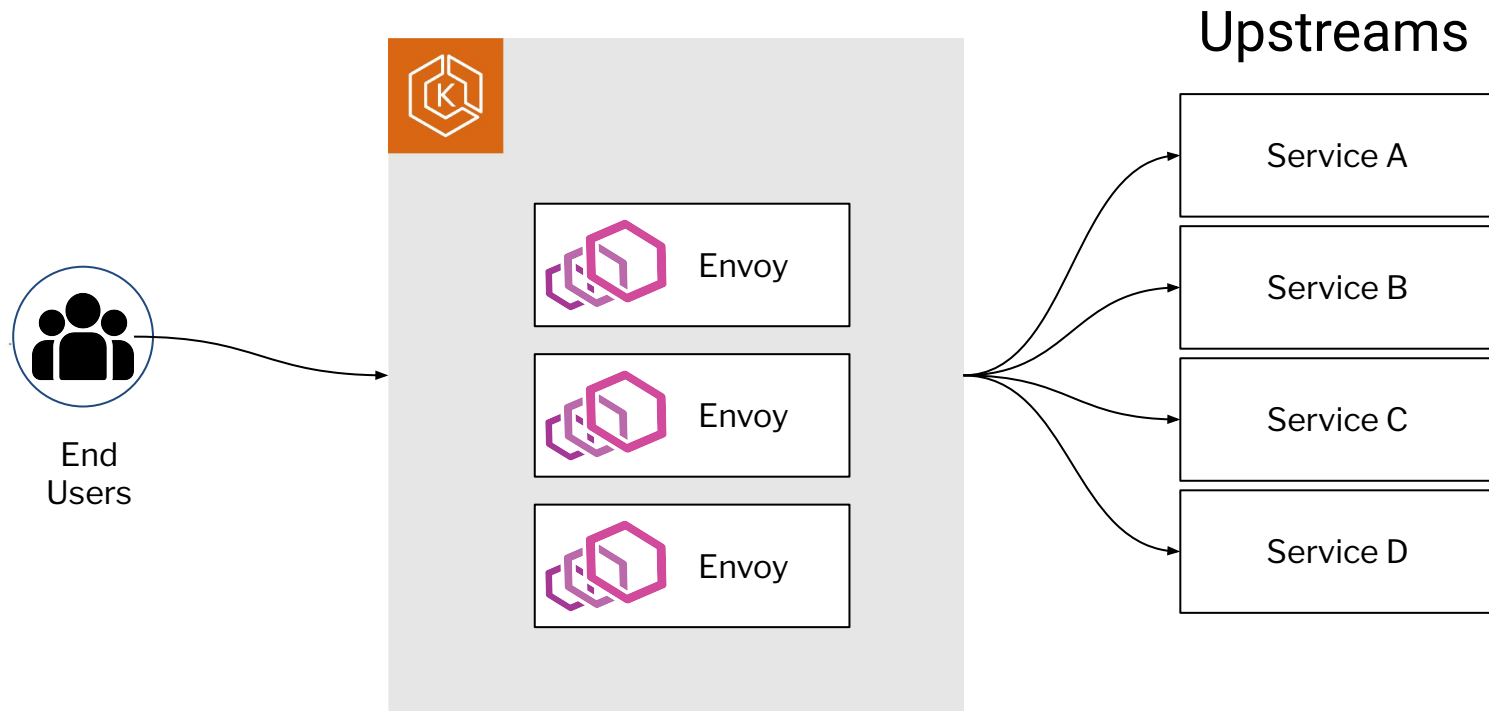 Upstreams
K
Service A
Envoy
Service B
Envoy
Service C
End
Users
Envoy
Service D